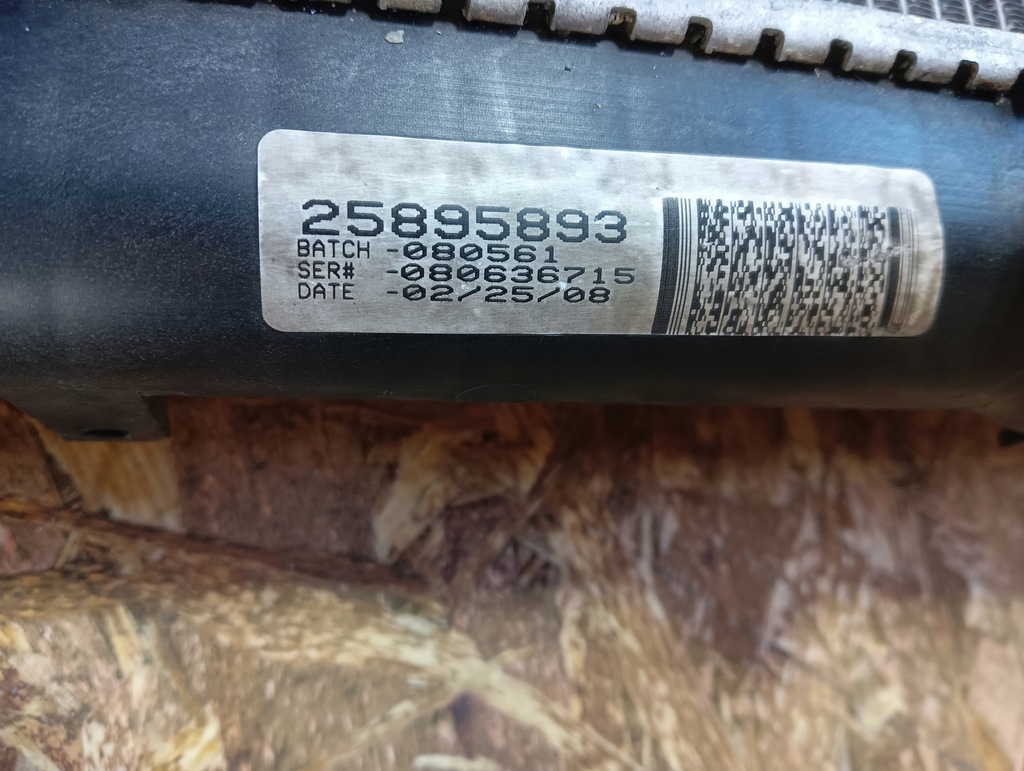 25895893
BATCH -080561
SER# -080636715
DATE -02/25/08